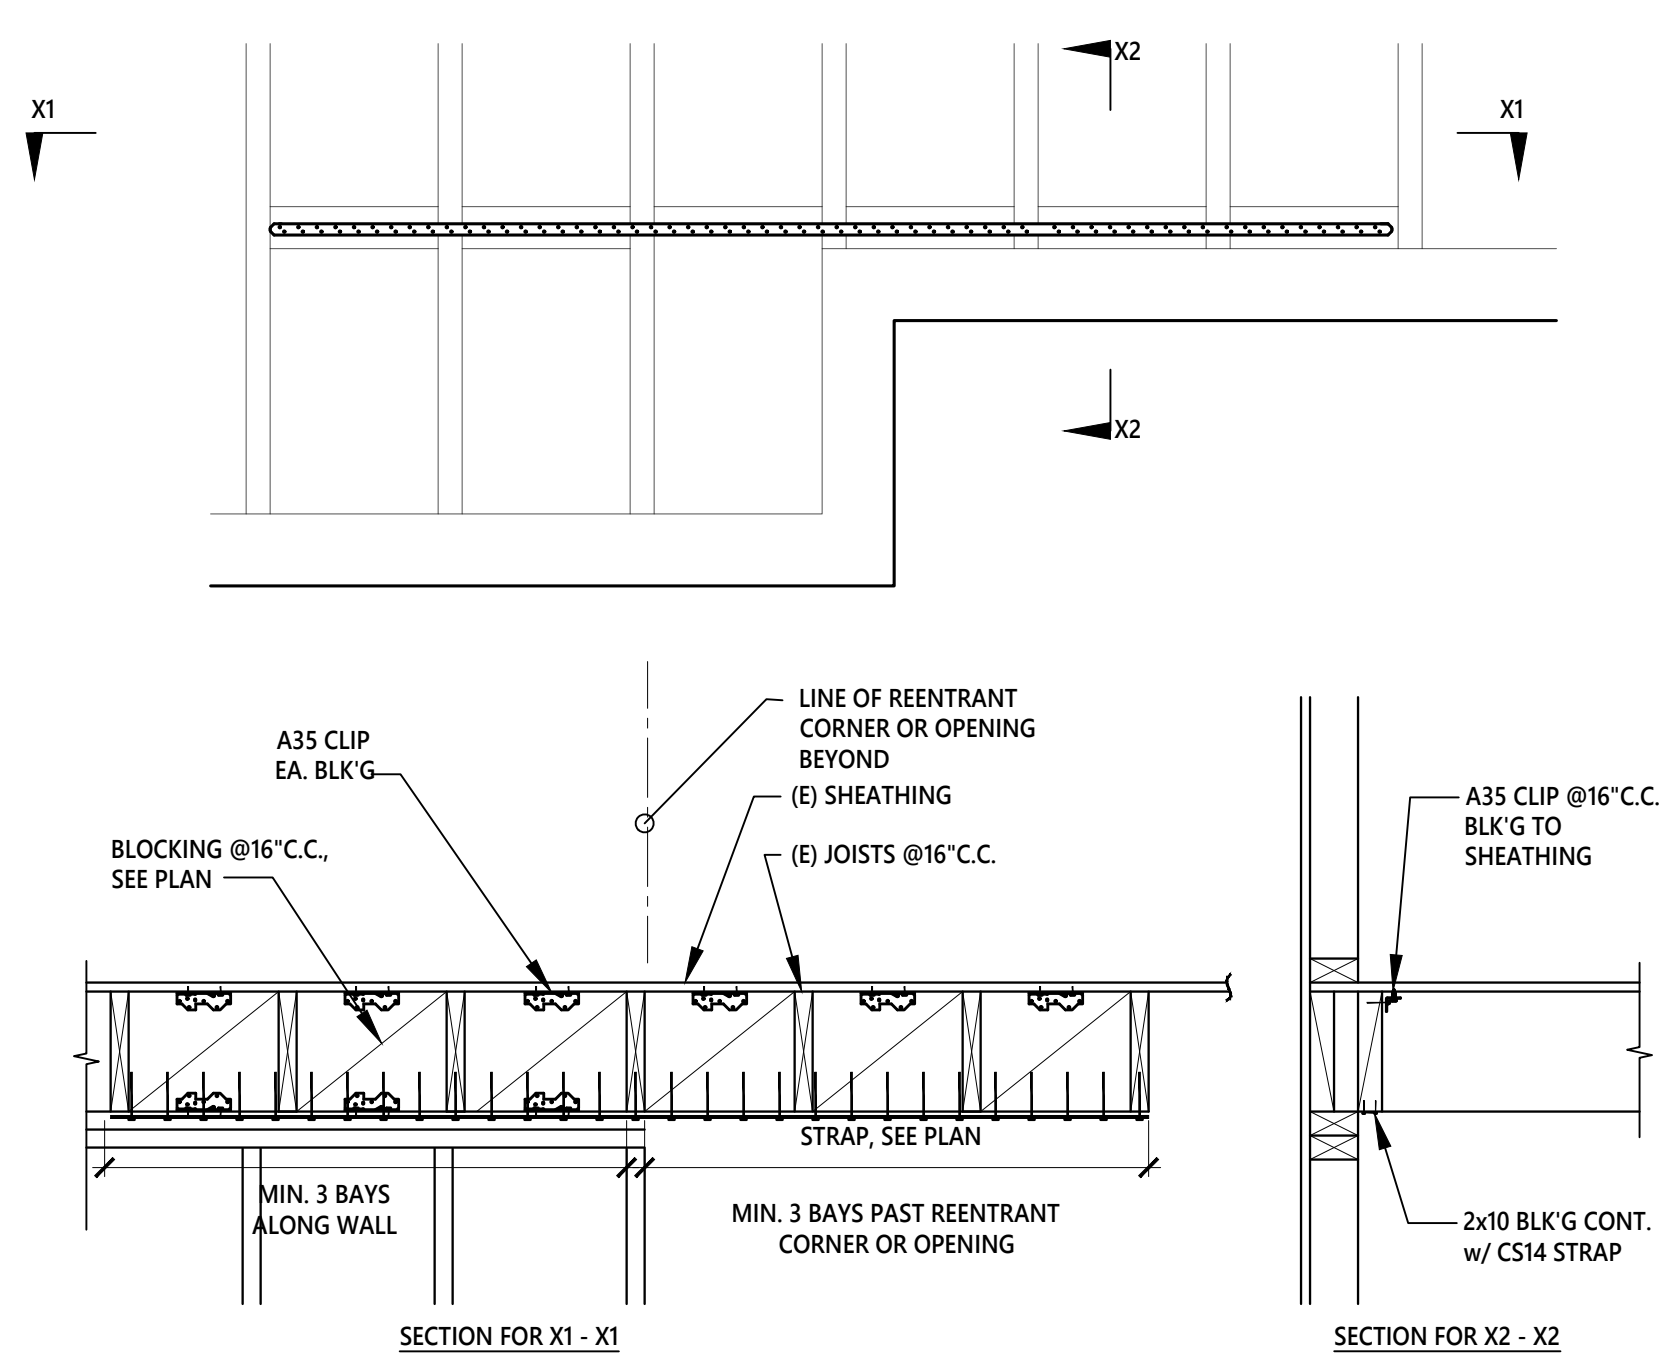 X2
X1
X1
X2
LINE OF REENTRANT
CORNER OR OPENING
BEYOND
A35 CLIP
EA. BLK'G
(E) SHEATHING
A35 CLIP @16"C.C.
BLK'G TO
SHEATHING
BLOCKING @16"C.C.,
SEE PLAN
(E) JOISTS @16"C.C.
STRAP, SEE PLAN
MIN. 3 BAYS
ALONG WALL
MIN. 3 BAYS PAST REENTRANT
CORNER OR OPENING
2x10 BLK'G CONT.
w/ CS14 STRAP
SECTION FOR X1 - X1
SECTION FOR X2 - X2